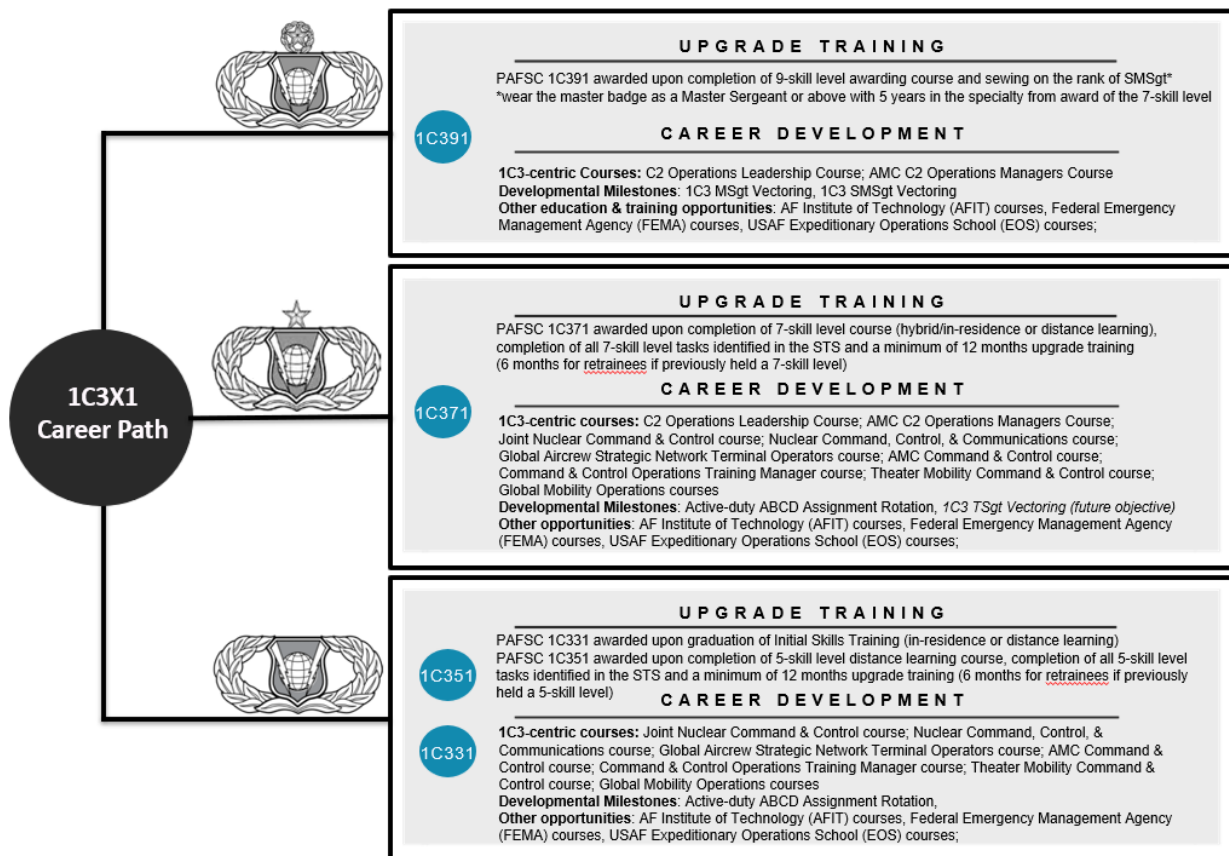 UPGRADE TRAINING
PAFSC 1C391 awarded upon completion of 9-skill level awarding course and sewing on the rank of SMSgt*
*wear the master badge as a Master Sergeant or above with 5 years in the specialty from award of the 7-skill level
1C391
CAREER DEVELOPMENT
1C3-centric Courses: C2 Operations Leadership Course; AMC C2 Operations Managers Course
Developmental Milestones: 1C3 MSgt Vectoring, 1C3 SMSgt Vectoring
Other education & training opportunities: AF Institute of Technology (AFIT) courses, Federal Emergency
Management Agency (FEMA) courses, USAF Expeditionary Operations School (EOS) courses;
1C3X1
Career Path
UPGRADE TRAINING
PAFSC 1C371 awarded upon completion of 7-skill level course (hybrid/in-residence or distance learning),
completion of all 7-skill level tasks identified in the STS and a minimum of 12 months upgrade training
(6 months for retrainees if previously held a 7-skill level)
1C371
CAREER DEVELOPMENT
1C3-centric courses: C2 Operations Leadership Course; AMC C2 Operations Managers Course;
Joint Nuclear Command & Control course; Nuclear Command, Control, & Communications course;
Global Aircrew Strategic Network Terminal Operators course; AMC Command & Control course;
Command & Control Operations Training Manager course; Theater Mobility Command & Control course;
Global Mobility Operations courses
Developmental Milestones: Active-duty ABCD Assignment Rotation, 1C3 TSgt Vectoring (future objective)
Other opportunities: AF Institute of Technology (AFIT) courses, Federal Emergency Management Agency
(FEMA) courses, USAF Expeditionary Operations School (EOS) courses;
UPGRADE TRAINING
PAFSC 1C331 awarded upon graduation of Initial Skills Training (in-residence or distance learning)
1C351
PAFSC 1C351 awarded upon completion of 5-skill level distance learning course, completion of all 5-skill level
tasks identified in the STS and a minimum of 12 months upgrade training (6 months for retrainees if previously
held a 5-skill level)
CAREER DEVELOPMENT
1C331
1C3-centric courses: Joint Nuclear Command & Control course; Nuclear Command, Control, &
Communications course; Global Aircrew Strategic Network Terminal Operators course; AMC Command &
Control course; Command & Control Operations Training Manager course; Theater Mobility Command &
Control course; Global Mobility Operations courses
Developmental Milestones: Active-duty ABCD Assignment Rotation,
Other opportunities: AF Institute of Technology (AFIT) courses, Federal Emergency Management Agency
(FEMA) courses, USAF Expeditionary Operations School (EOS) courses;